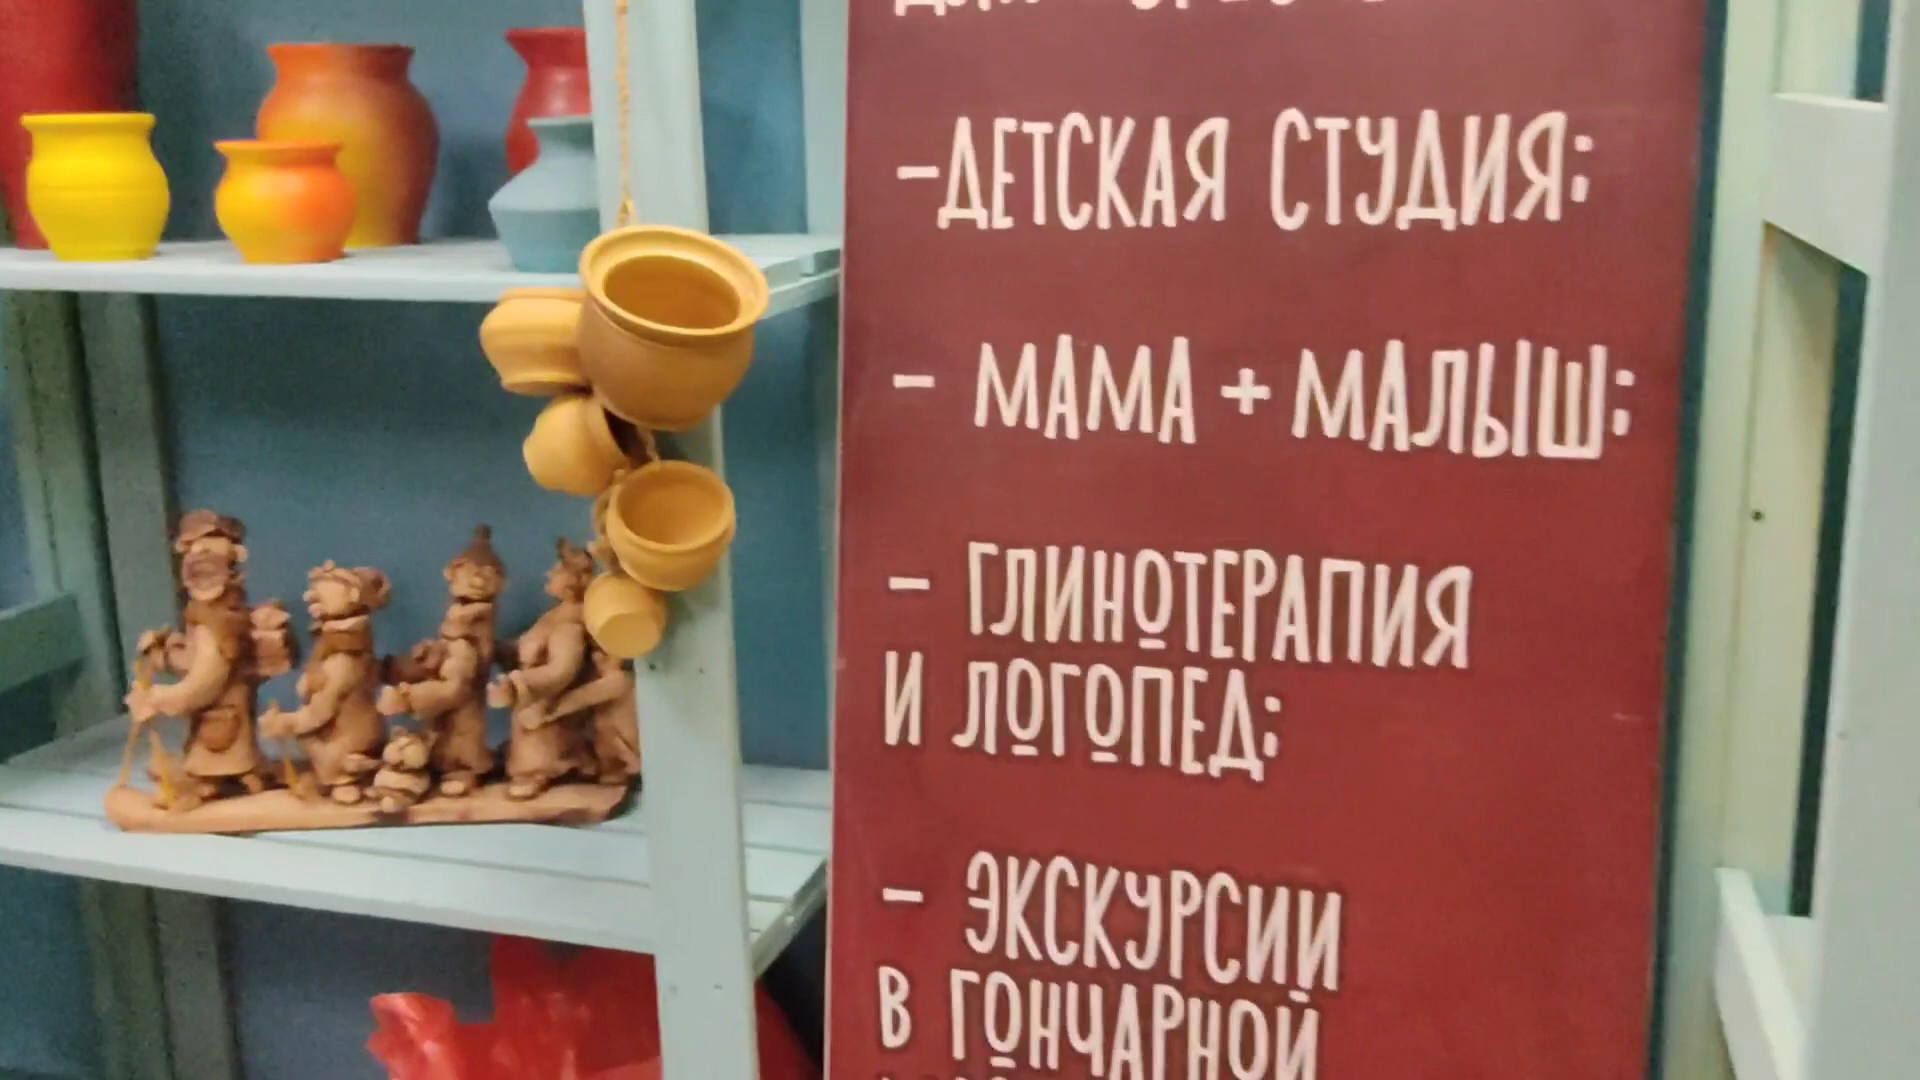 -ДЕТСКАЯ СТУДИЯ;
- МАМА + МАЛЫШ;
- ГЛИНОТЕРАПИЯ
И ЛОГОПЕД;
- ЭКСКУРСИИ
В ГОНЧАРНОЙ